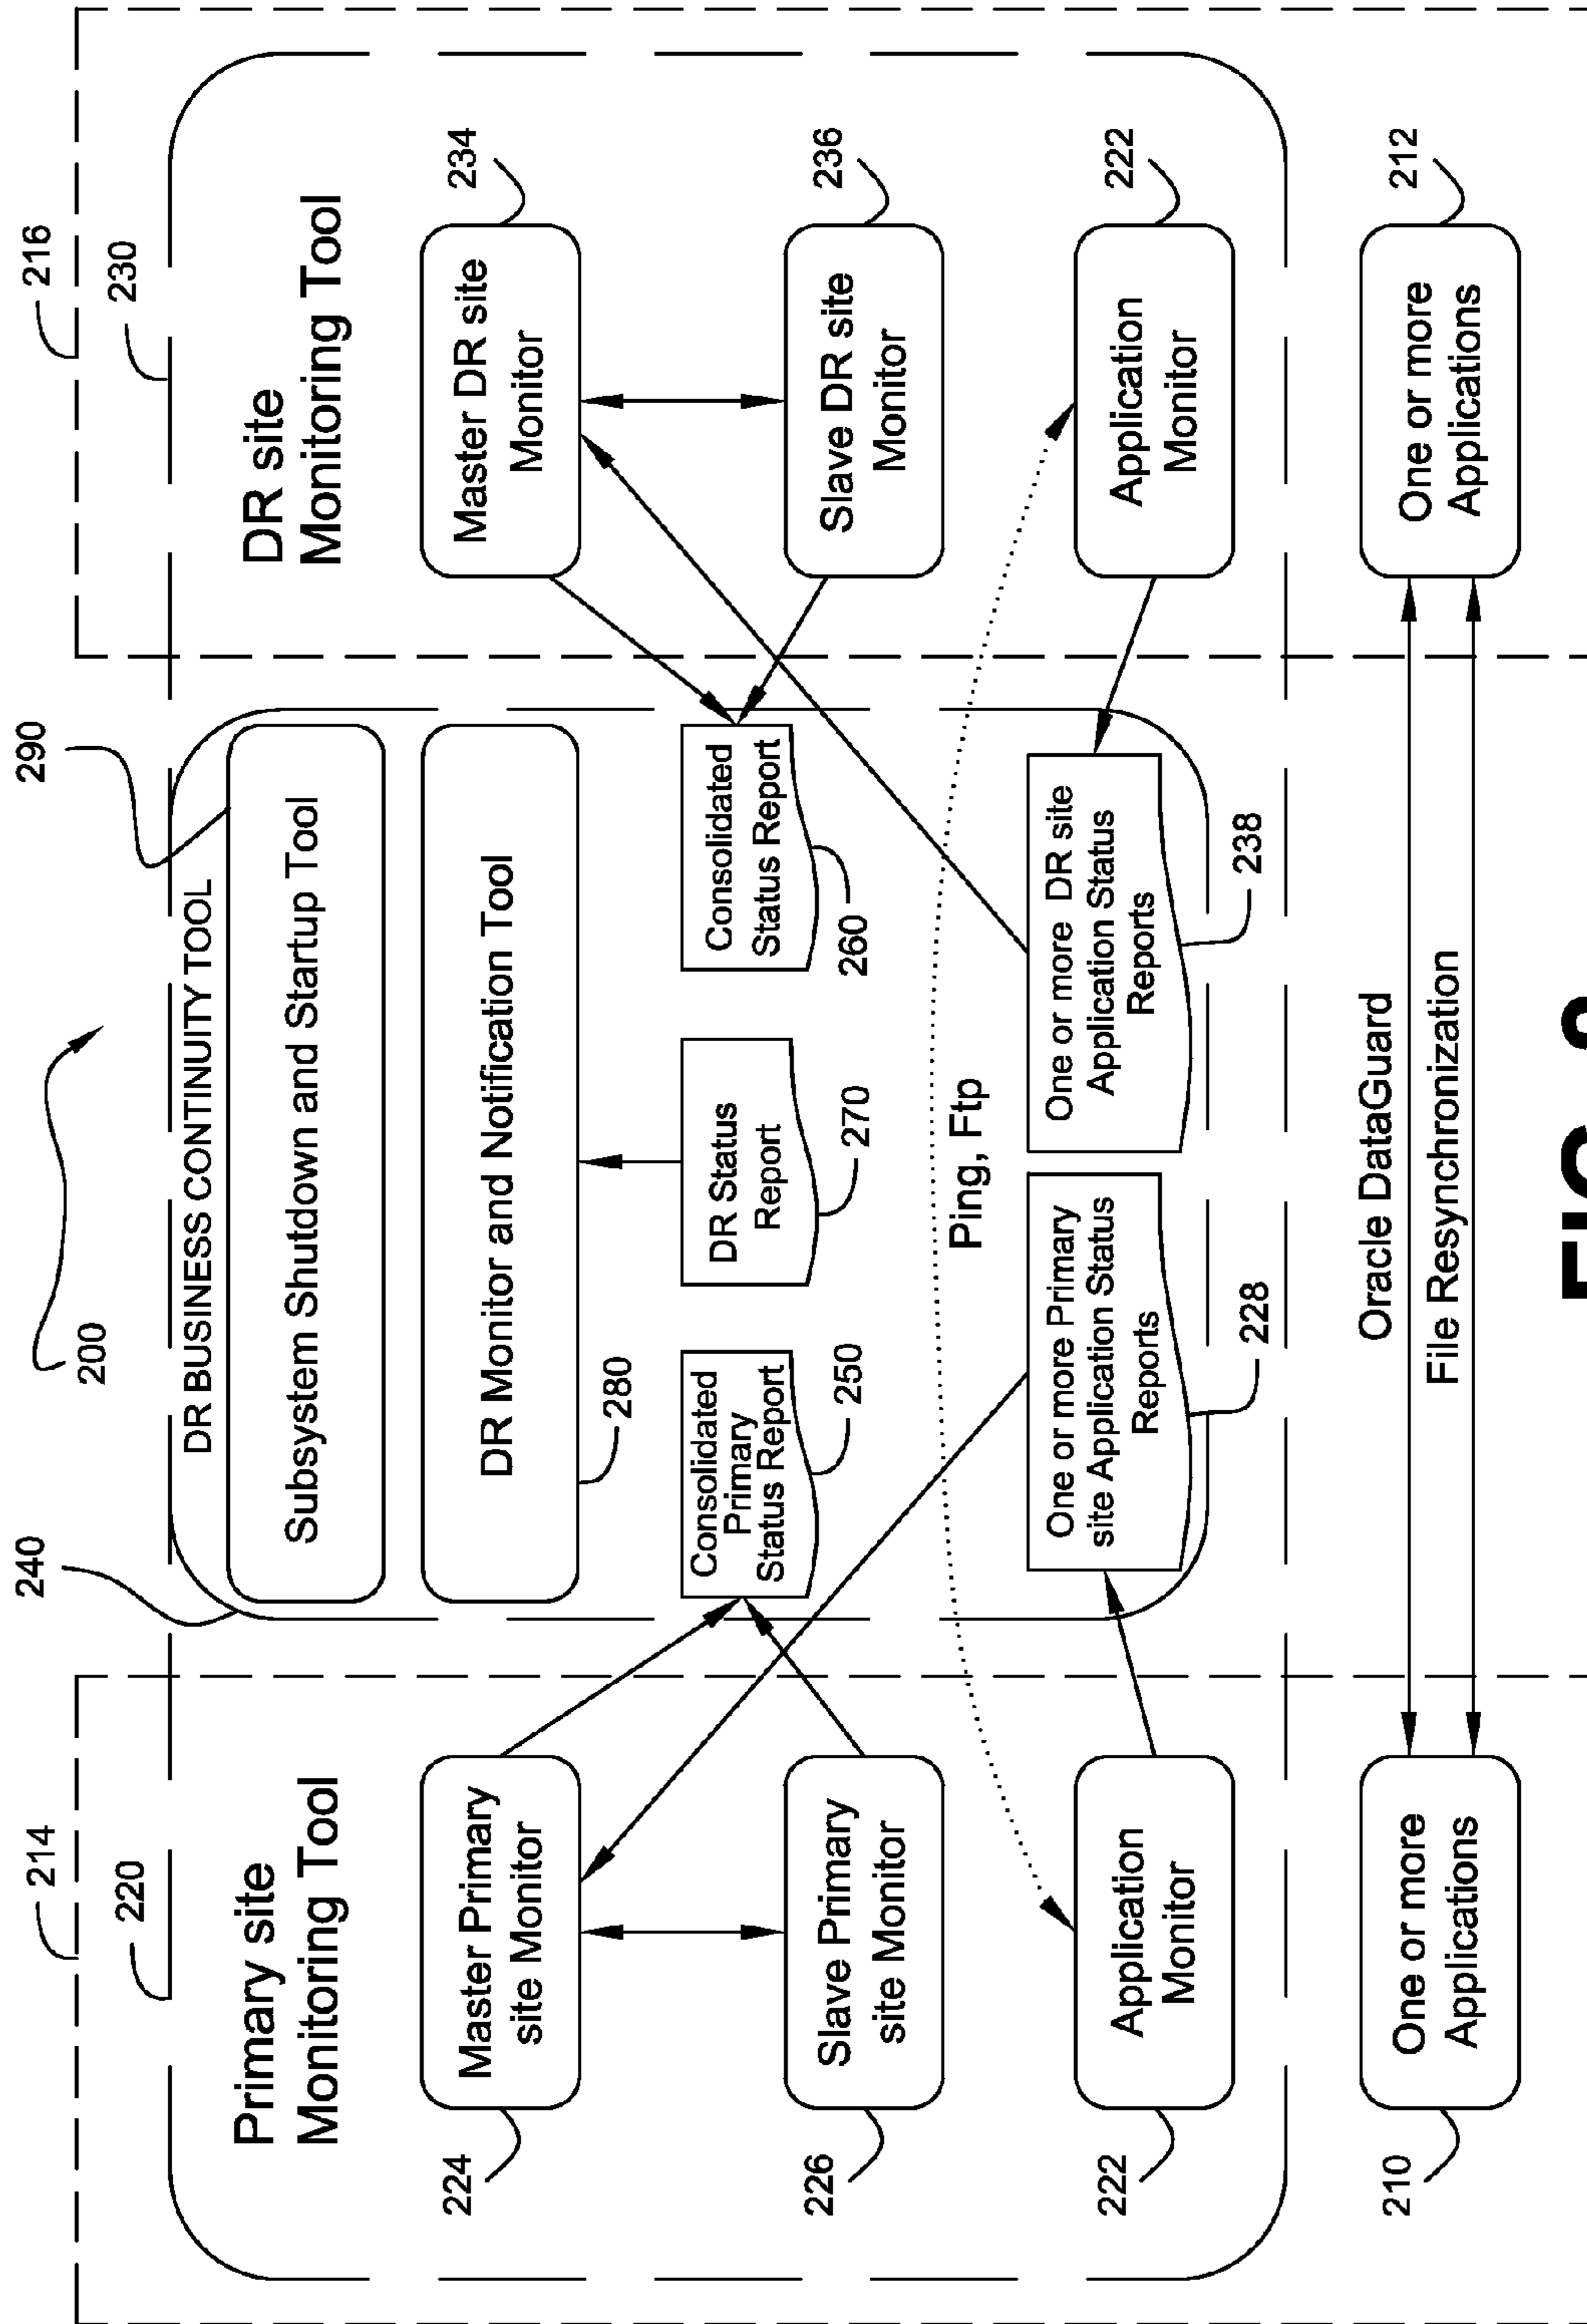 200
214
216
220
240
290
230
Primary site
Monitoring Tool
DR BUSINESS CONTINUITY TOOL
DR site
Monitoring Tool
Subsystem Shutdown and Startup Tool
224
Master Primary
site Monitor
DR Monitor and Notification Tool
280
Master DR site
Monitor
234
Consolidated
Primary
Status Report
250
DR Status
Report
270
Consolidated
Status Report
260
226
Slave Primary
site Monitor
Slave DR site
Monitor
236
Ping, Ftp
222
Application
Monitor
One or more Primary
site Application Status
Reports
228
One or more DR site
Application Status
Reports
238
Application
Monitor
222
210
One or more
Applications
Oracle DataGuard
File Resynchronization
One or more
Applications
212